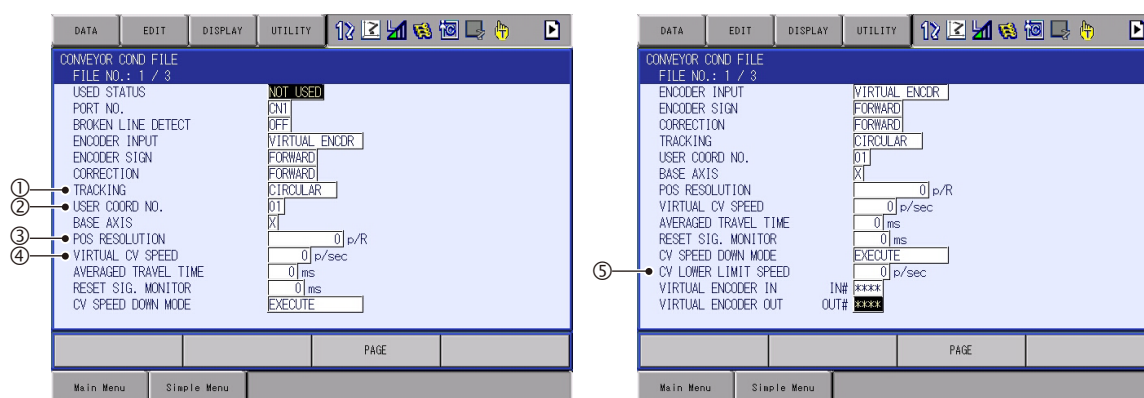 DATA EDIT DISPLAY UTILITY
CONVEYOR COND FILE
FILE NO.: 1 / 3
USED STATUS NOT USED
PORT NO. CN1
BROKEN LINE DETECT OFF
ENCODER INPUT VIRTUAL ENCDR
ENCODER SIGN FORWARD
CORRECTION FORWARD
① TRACKING CIRCULAR
② USER COORD NO. 01
BASE AXIS X
③ POS RESOLUTION 0 p/R
④ VIRTUAL CV SPEED 0 p/sec
AVERAGED TRAVEL TIME 0 ms
RESET SIG. MONITOR 0 ms
CV SPEED DOWN MODE EXECUTE
PAGE
Main Menu Simple Menu
DATA EDIT DISPLAY UTILITY
CONVEYOR COND FILE
FILE NO.: 1 / 3
ENCODER INPUT VIRTUAL ENCDR
ENCODER SIGN FORWARD
CORRECTION FORWARD
TRACKING CIRCULAR
USER COORD NO. 01
BASE AXIS X
POS RESOLUTION 0 p/R
VIRTUAL CV SPEED 0 p/sec
AVERAGED TRAVEL TIME 0 ms
RESET SIG. MONITOR 0 ms
CV SPEED DOWN MODE EXECUTE
⑤ CV LOWER LIMIT SPEED 0 p/sec
VIRTUAL ENCODER IN IN# ****
VIRTUAL ENCODER OUT OUT# ****
PAGE
Main Menu Simple Menu